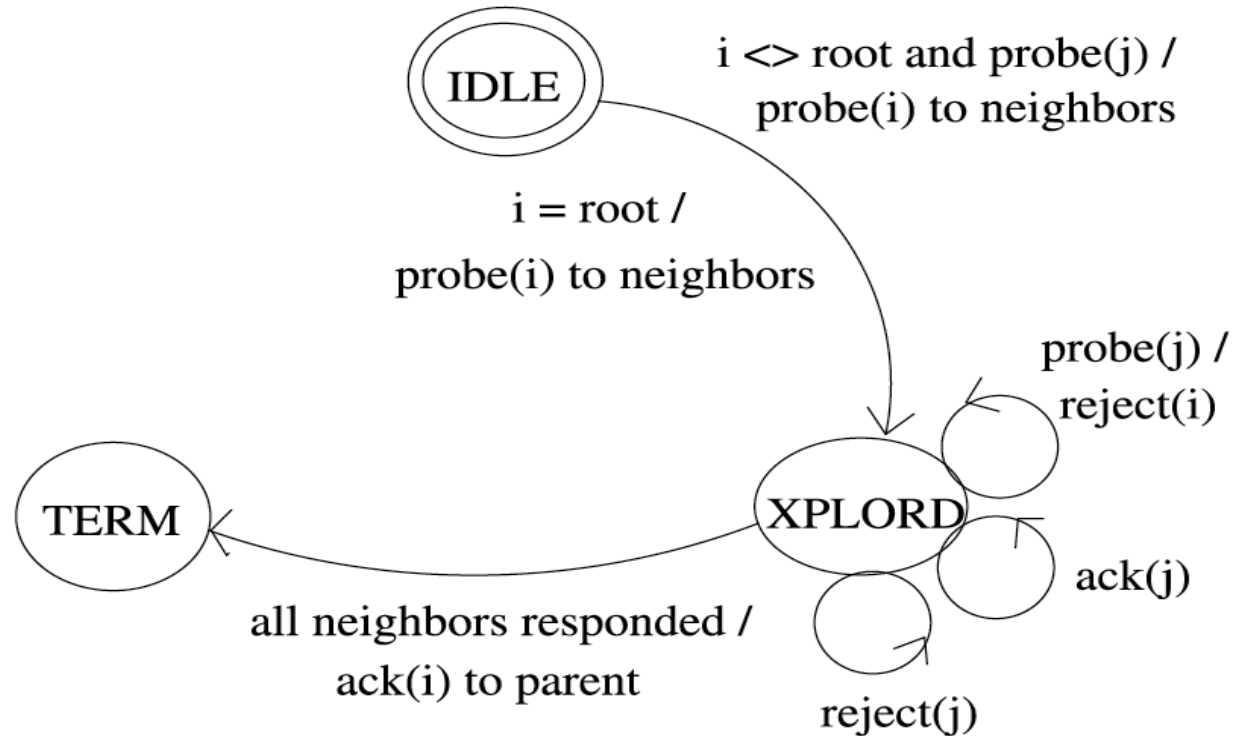 IDLE
i <> root and probe(j) /
probe(i) to neighbors
i = root /
probe(i) to neighbors
probe(j) /
reject(i)
TERM
XPLORD
ack(j)
all neighbors responded /
ack(i) to parent
reject(j)